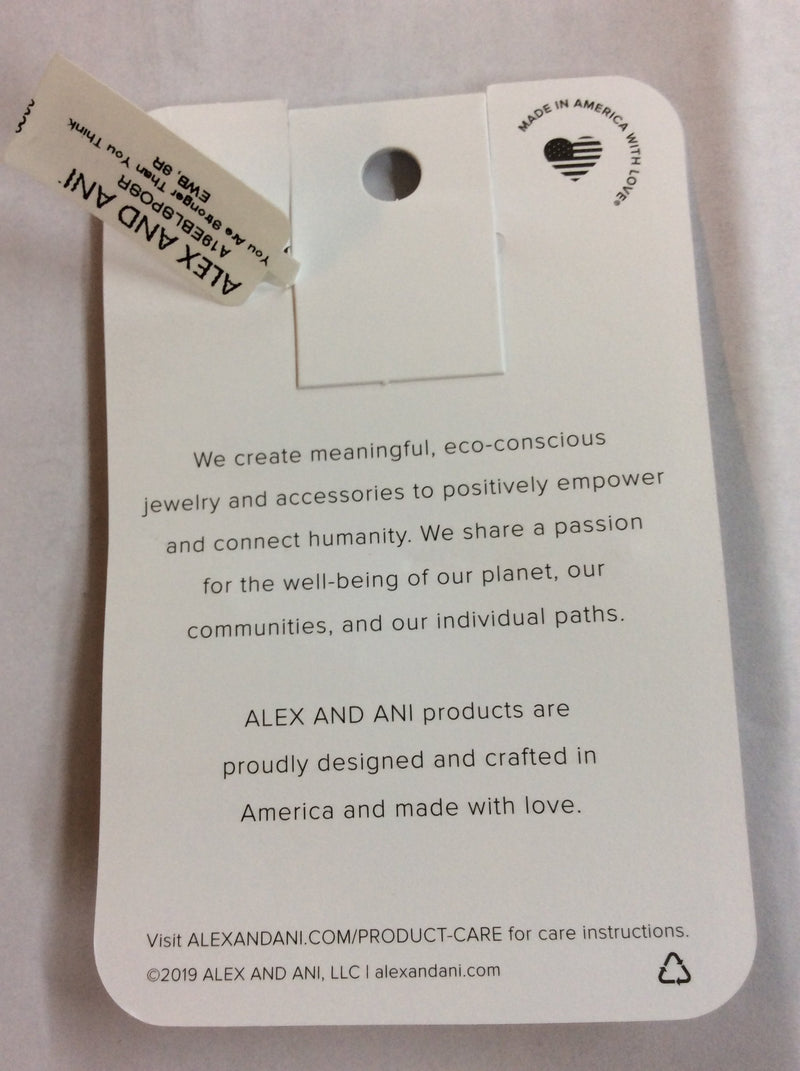 ALEX AND ANI
A19EBLSPOSR
You Are Stronger Than You Think
EWB, SR
MADE IN AMERICA WITH LOVE®
We create meaningful, eco-conscious
jewelry and accessories to positively empower
and connect humanity. We share a passion
for the well-being of our planet, our
communities, and our individual paths.
ALEX AND ANI products are
proudly designed and crafted in
America and made with love.
Visit ALEXANDANI.COM/PRODUCT-CARE for care instructions.
©2019 ALEX AND ANI, LLC | alexandani.com